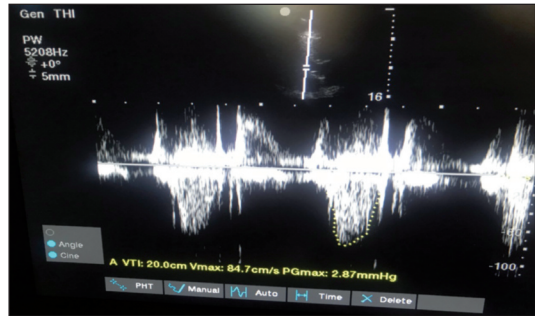 Gen THI
PW
5208Hz
+0°
5mm
16
-80
-100
Angle
Cine
A VTI: 20.0cm Vmax: 84.7cm/s PGmax: 2.87mmHg
PHT Manual Auto Time Delete